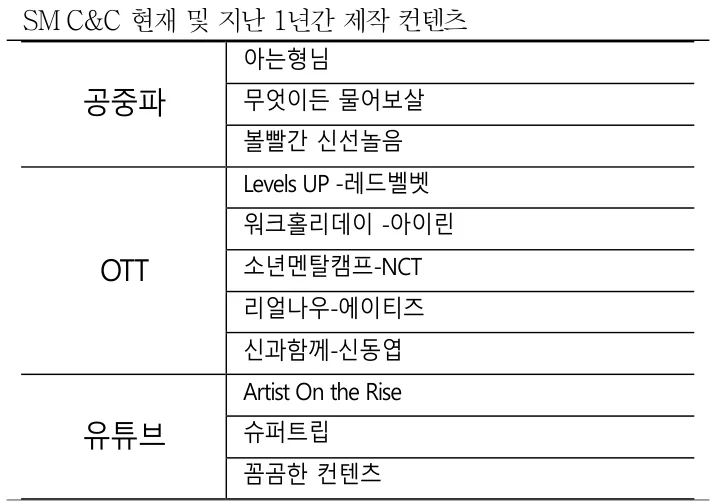 SM C&C 현재 및 지난 1년간 제작 컨텐츠
공중파
아는형님
무엇이든 물어보살
볼빨간 신선놀음
OTT
Levels UP -레드벨벳
워크홀리데이 -아이린
소년멘탈캠프-NCT
리얼나우-에이티즈
신과함께-신동엽
유튜브
Artist On the Rise
슈퍼트립
꼼꼼한 컨텐츠